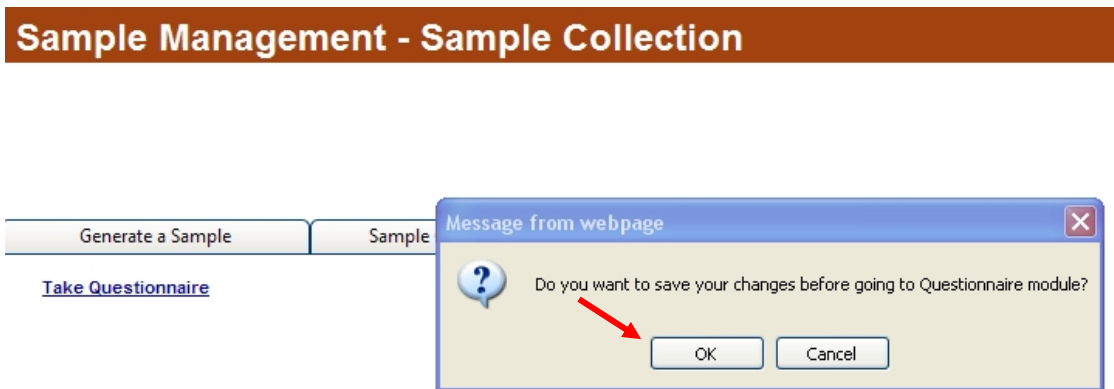 Sample Management - Sample Collection
Generate a Sample
Sample
Take Questionnaire
Message from webpage
Do you want to save your changes before going to Questionnaire module?
OK
Cancel